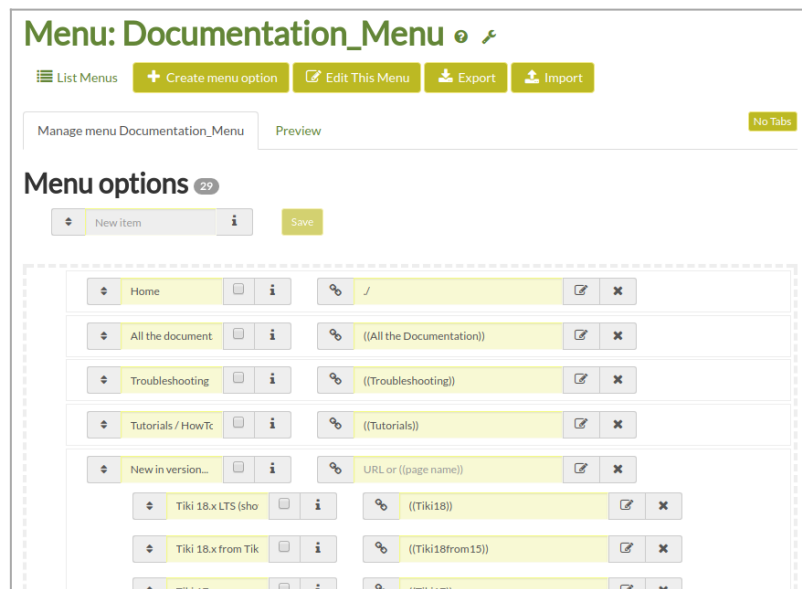 Menu: Documentation_Menu
List Menus Create menu option Edit This Menu Export Import
Manage menu Documentation_Menu Preview No Tabs
Menu options 29
New item Save
Home ./
All the document ((All the Documentation))
Troubleshooting ((Troubleshooting))
Tutorials / HowTo ((Tutorials))
New in version... URL or ((page name))
Tiki 18.x LTS (sho ((Tiki18))
Tiki 18.x from Tik ((Tiki18from15))